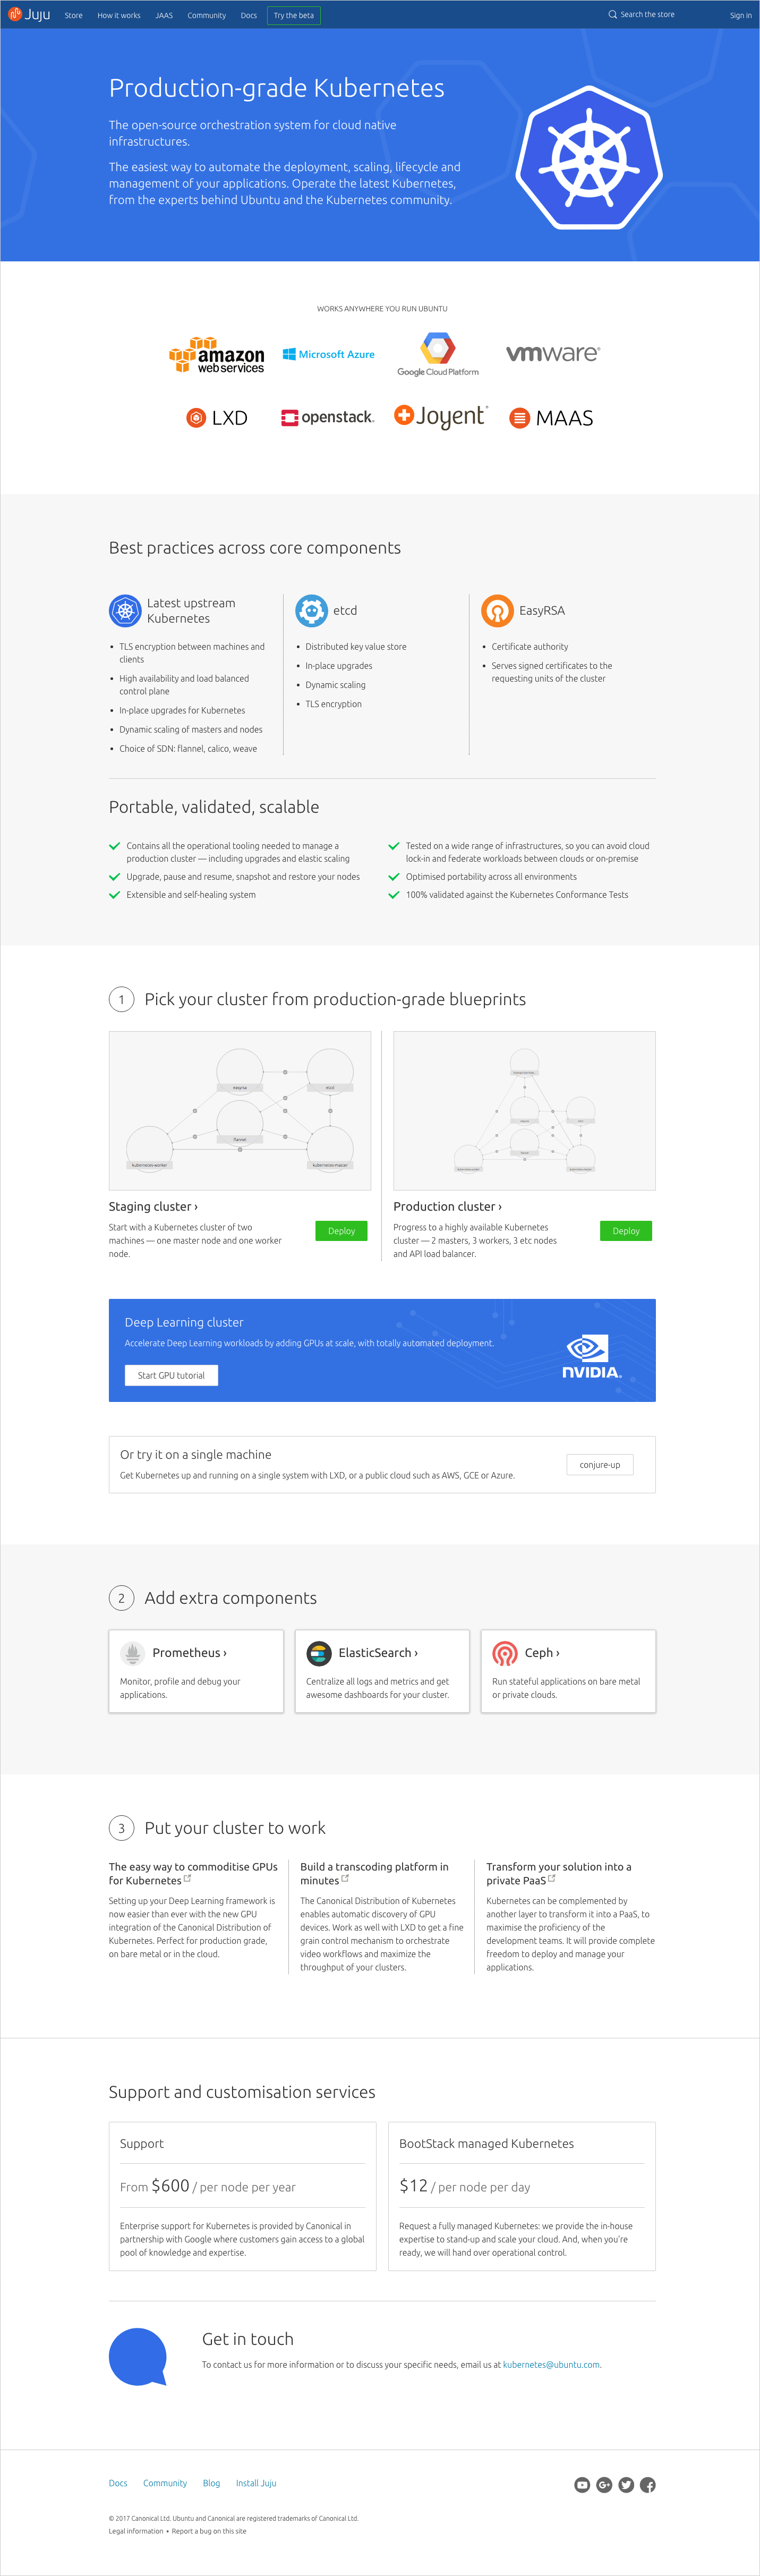 Juju
Store
How it works
JAAS
Community
Docs
Try the beta
Search the store
Sign in
Production-grade Kubernetes
The open-source orchestration system for cloud native
infrastructures.
The easiest way to automate the deployment, scaling, lifecycle and
management of your applications. Operate the latest Kubernetes,
from the experts behind Ubuntu and the Kubernetes community.
WORKS ANYWHERE YOU RUN UBUNTU
amazon
web services
Microsoft Azure
Google Cloud Platform
vmware®
LXD
openstack.
Joyent®
MAAS
Best practices across core components
Latest upstream
Kubernetes
• TLS encryption between machines and
clients
• High availability and load balanced
control plane
• In-place upgrades for Kubernetes
• Dynamic scaling of masters and nodes
• Choice of SDN: flannel, calico, weave
etcd
• Distributed key value store
• In-place upgrades
• Dynamic scaling
• TLS encryption
EasyRSA
• Certificate authority
• Serves signed certificates to the
requesting units of the cluster
Portable, validated, scalable
Contains all the operational tooling needed to manage a
production cluster — including upgrades and elastic scaling
Upgrade, pause and resume, snapshot and restore your nodes
Extensible and self-healing system
Tested on a wide range of infrastructures, so you can avoid cloud
lock-in and federate workloads between clouds or on-premise
Optimised portability across all environments
100% validated against the Kubernetes Conformance Tests
1 Pick your cluster from production-grade blueprints
easyrsa
etcd
flannel
kubernetes-worker
kubernetes-master
Staging cluster ›
Start with a Kubernetes cluster of two
machines — one master node and one worker
node.
Deploy
Production cluster ›
Progress to a highly available Kubernetes
cluster — 2 masters, 3 workers, 3 etc nodes
and API load balancer.
Deploy
Deep Learning cluster
Accelerate Deep Learning workloads by adding GPUs at scale, with totally automated deployment.
Start GPU tutorial
NVIDIA.
Or try it on a single machine
Get Kubernetes up and running on a single system with LXD, or a public cloud such as AWS, GCE or Azure.
conjure-up
2 Add extra components
Prometheus ›
Monitor, profile and debug your
applications.
ElasticSearch ›
Centralize all logs and metrics and get
awesome dashboards for your cluster.
Ceph ›
Run stateful applications on bare metal
or private clouds.
3 Put your cluster to work
The easy way to commoditise GPUs
for Kubernetes
Setting up your Deep Learning framework is
now easier than ever with the new GPU
integration of the Canonical Distribution of
Kubernetes. Perfect for production grade,
on bare metal or in the cloud.
Build a transcoding platform in
minutes
The Canonical Distribution of Kubernetes
enables automatic discovery of GPU
devices. Work as well with LXD to get a fine
grain control mechanism to orchestrate
video workflows and maximize the
throughput of your clusters.
Transform your solution into a
private PaaS
Kubernetes can be complemented by
another layer to transform it into a PaaS, to
maximise the proficiency of the
development teams. It will provide complete
freedom to deploy and manage your
applications.
Support and customisation services
Support
From $600 / per node per year
Enterprise support for Kubernetes is provided by Canonical in
partnership with Google where customers gain access to a global
pool of knowledge and expertise.
BootStack managed Kubernetes
$12 / per node per day
Request a fully managed Kubernetes: we provide the in-house
expertise to stand-up and scale your cloud. And, when you're
ready, we will hand over operational control.
Get in touch
To contact us for more information or to discuss your specific needs, email us at kubernetes@ubuntu.com.
Docs
Community
Blog
Install Juju
© 2017 Canonical Ltd. Ubuntu and Canonical are registered trademarks of Canonical Ltd.
Legal information • Report a bug on this site